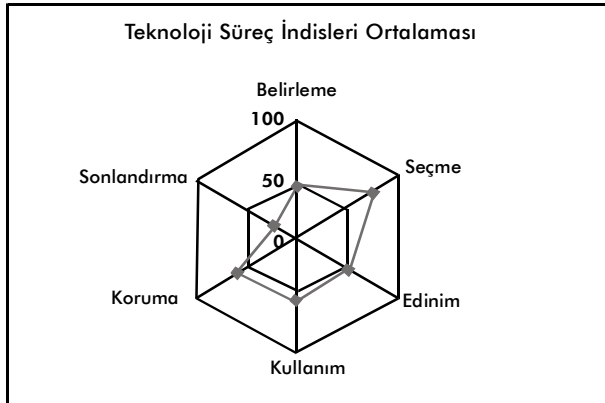 Teknoloji Süreç İndisleri Ortalaması
Belirleme
100
Seçme
Sonlandırma
50
0
Koruma
Edinim
Kullanım